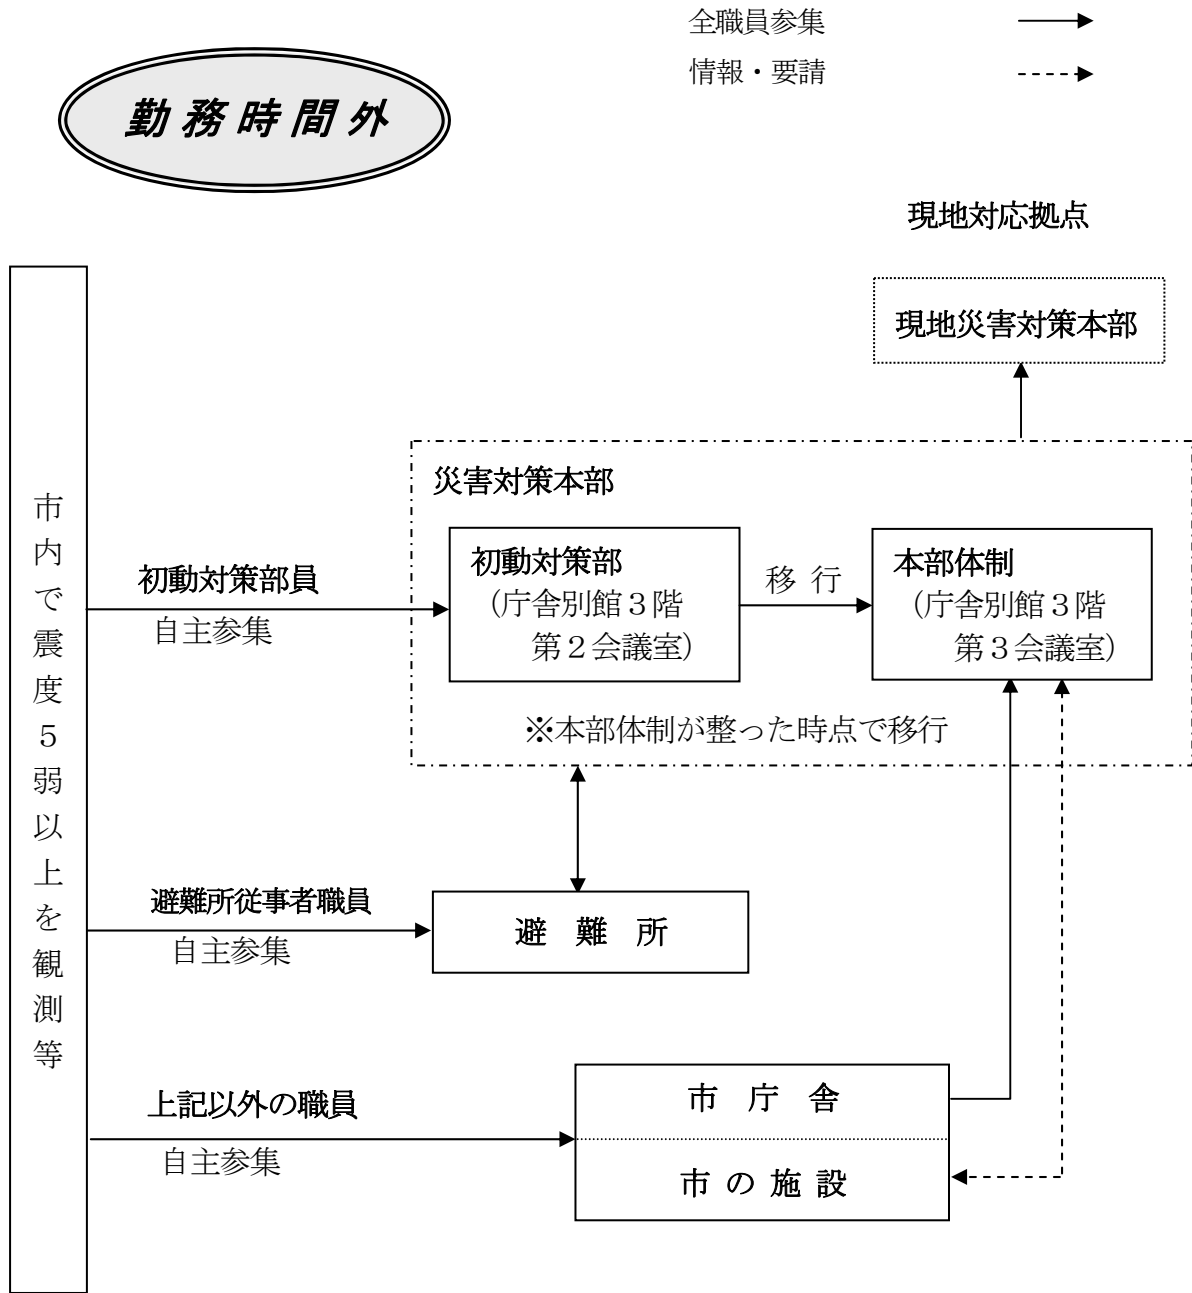 全職員参集
情報・要請
勤務時間外
現地対応拠点
現地災害対策本部
災害対策本部
市内で震度５弱以上を観測等
初動対策部員
自主参集
初動対策部
（庁舎別館３階
第２会議室）
移行
本部体制
（庁舎別館３階
第３会議室）
※本部体制が整った時点で移行
避難所従事者職員
自主参集
避難所
上記以外の職員
自主参集
市庁舎
市の施設